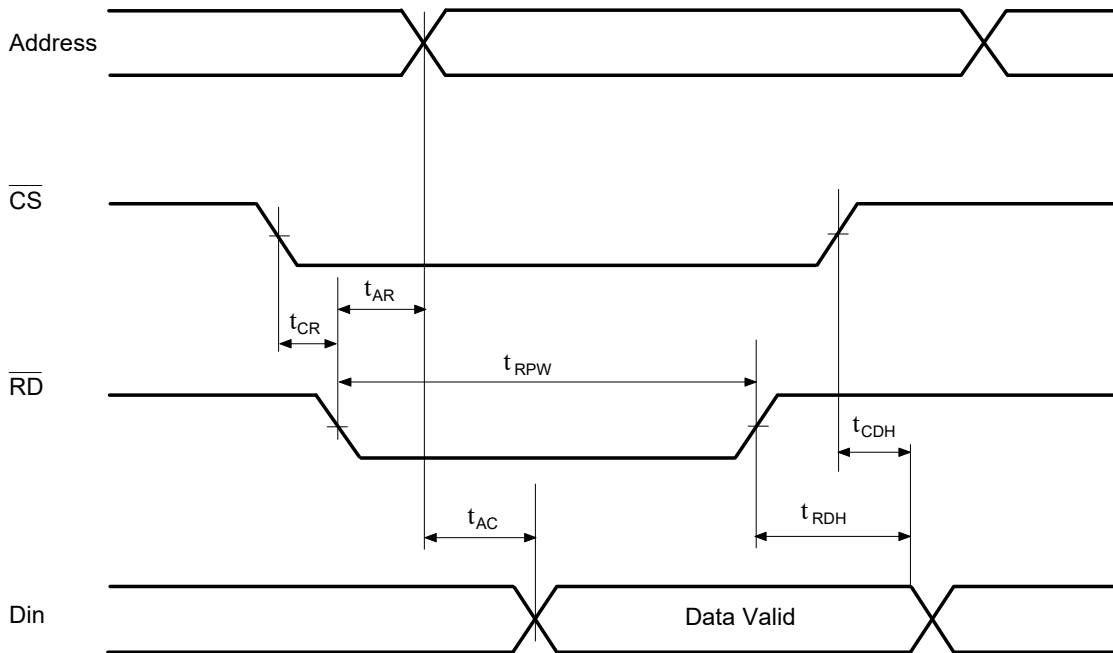 Address
CS
tAR
tCR
tRPW
RD
tCDH
tAC
tRDH
Din
Data Valid